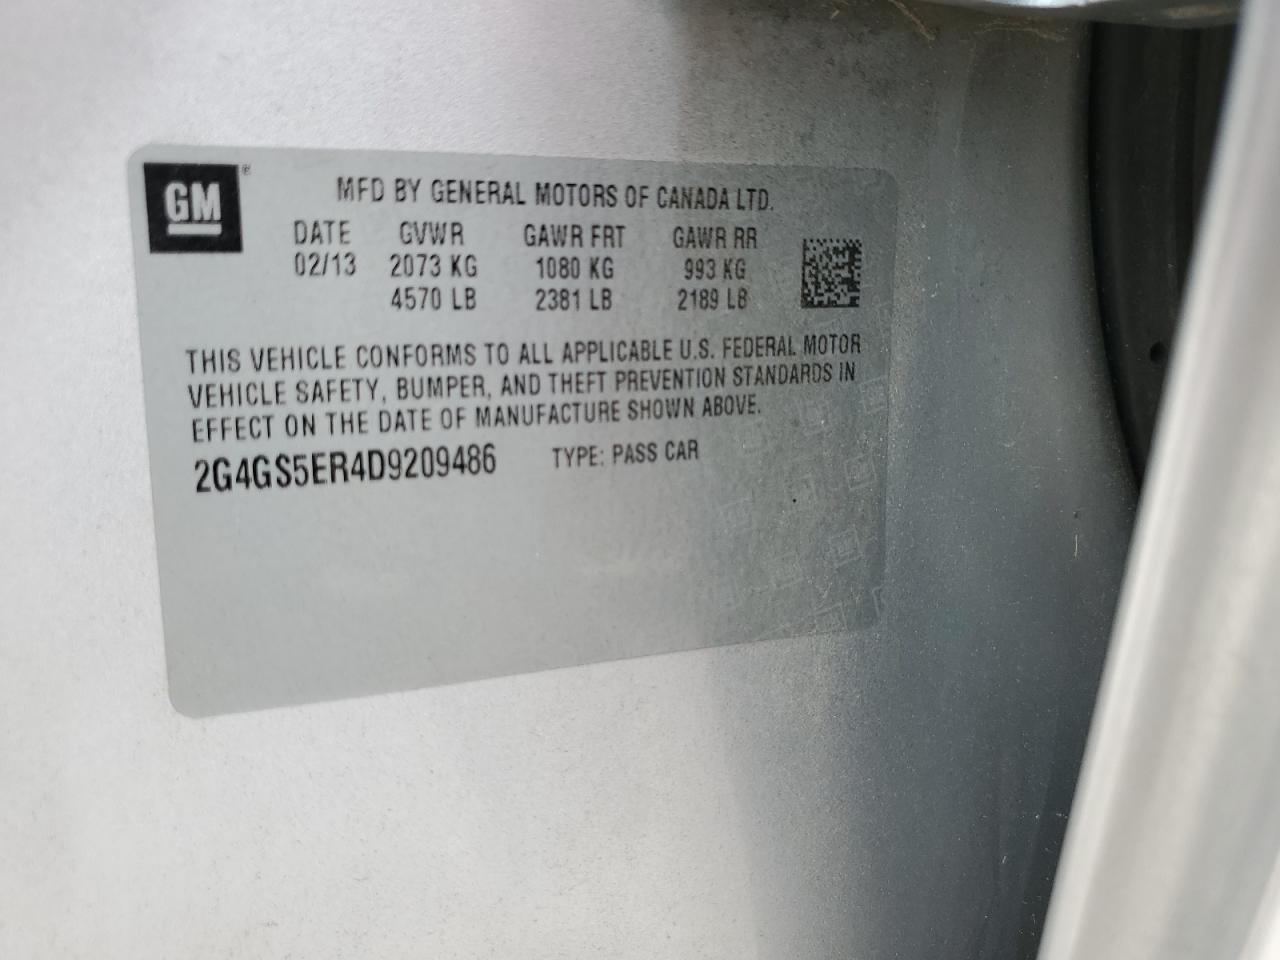 GM
MFD BY GENERAL MOTORS OF CANADA LTD.
DATE GVWR GAWR FRT GAWR RR
02/13 2073 KG 1080 KG 993 KG
4570 LB 2381 LB 2189 LB
THIS VEHICLE CONFORMS TO ALL APPLICABLE U.S. FEDERAL MOTOR
VEHICLE SAFETY, BUMPER, AND THEFT PREVENTION STANDARDS IN
EFFECT ON THE DATE OF MANUFACTURE SHOWN ABOVE.
2G4GS5ER4D9209486 TYPE: PASS CAR